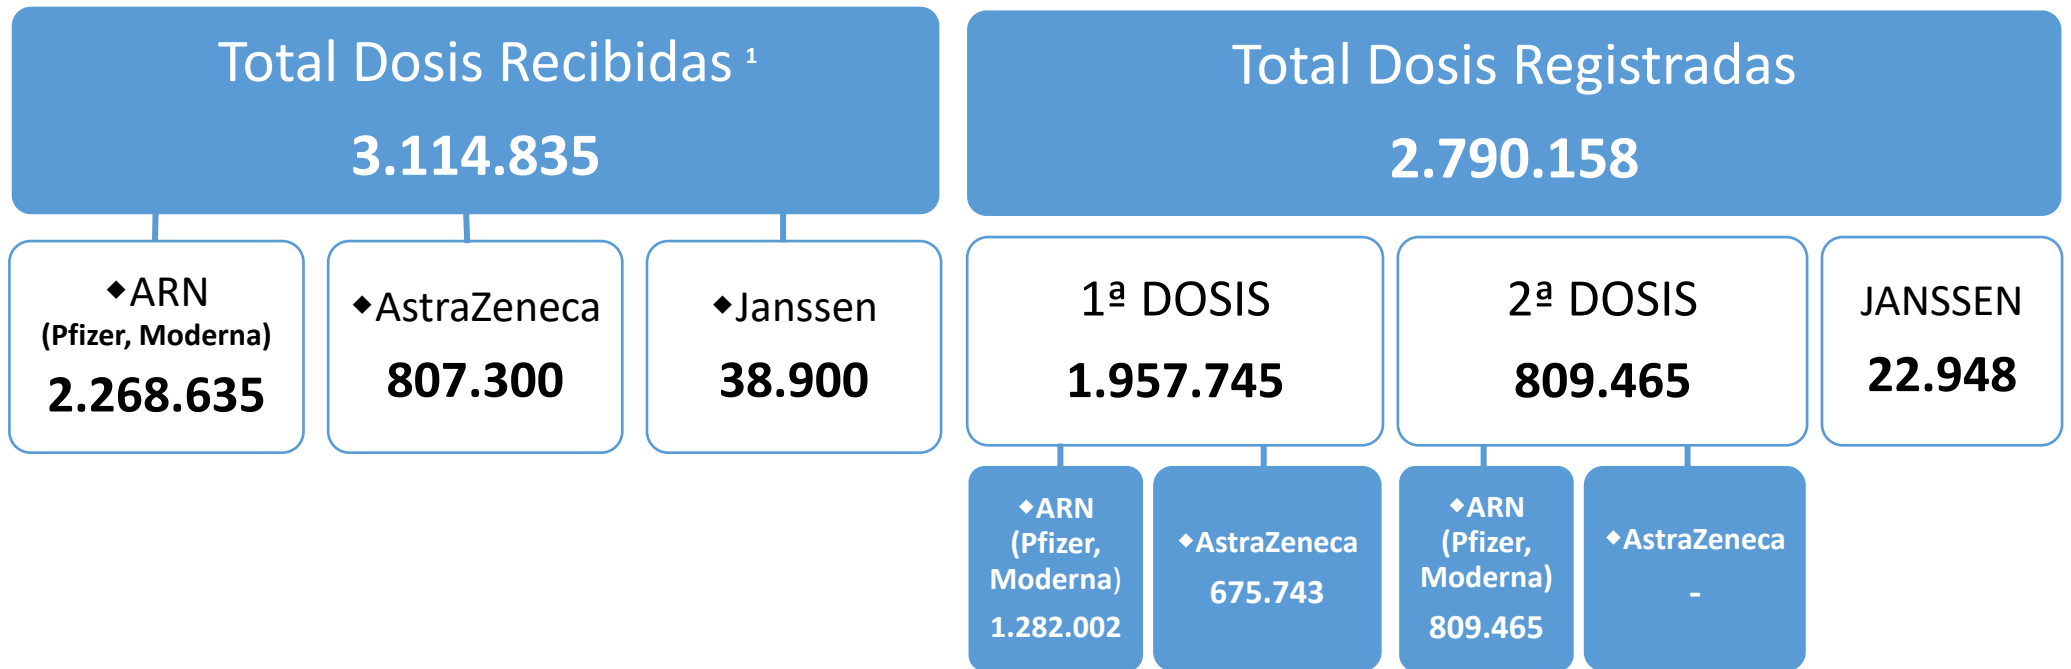 Total Dosis Recibidas ¹
3.114.835
◆ARN
(Pfizer, Moderna)
2.268.635
◆AstraZeneca
807.300
◆Janssen
38.900
Total Dosis Registradas
2.790.158
1ª DOSIS
1.957.745
2ª DOSIS
809.465
JANSSEN
22.948
◆ARN
(Pfizer,
Moderna)
1.282.002
◆AstraZeneca
675.743
◆ARN
(Pfizer,
Moderna)
809.465
◆AstraZeneca
-